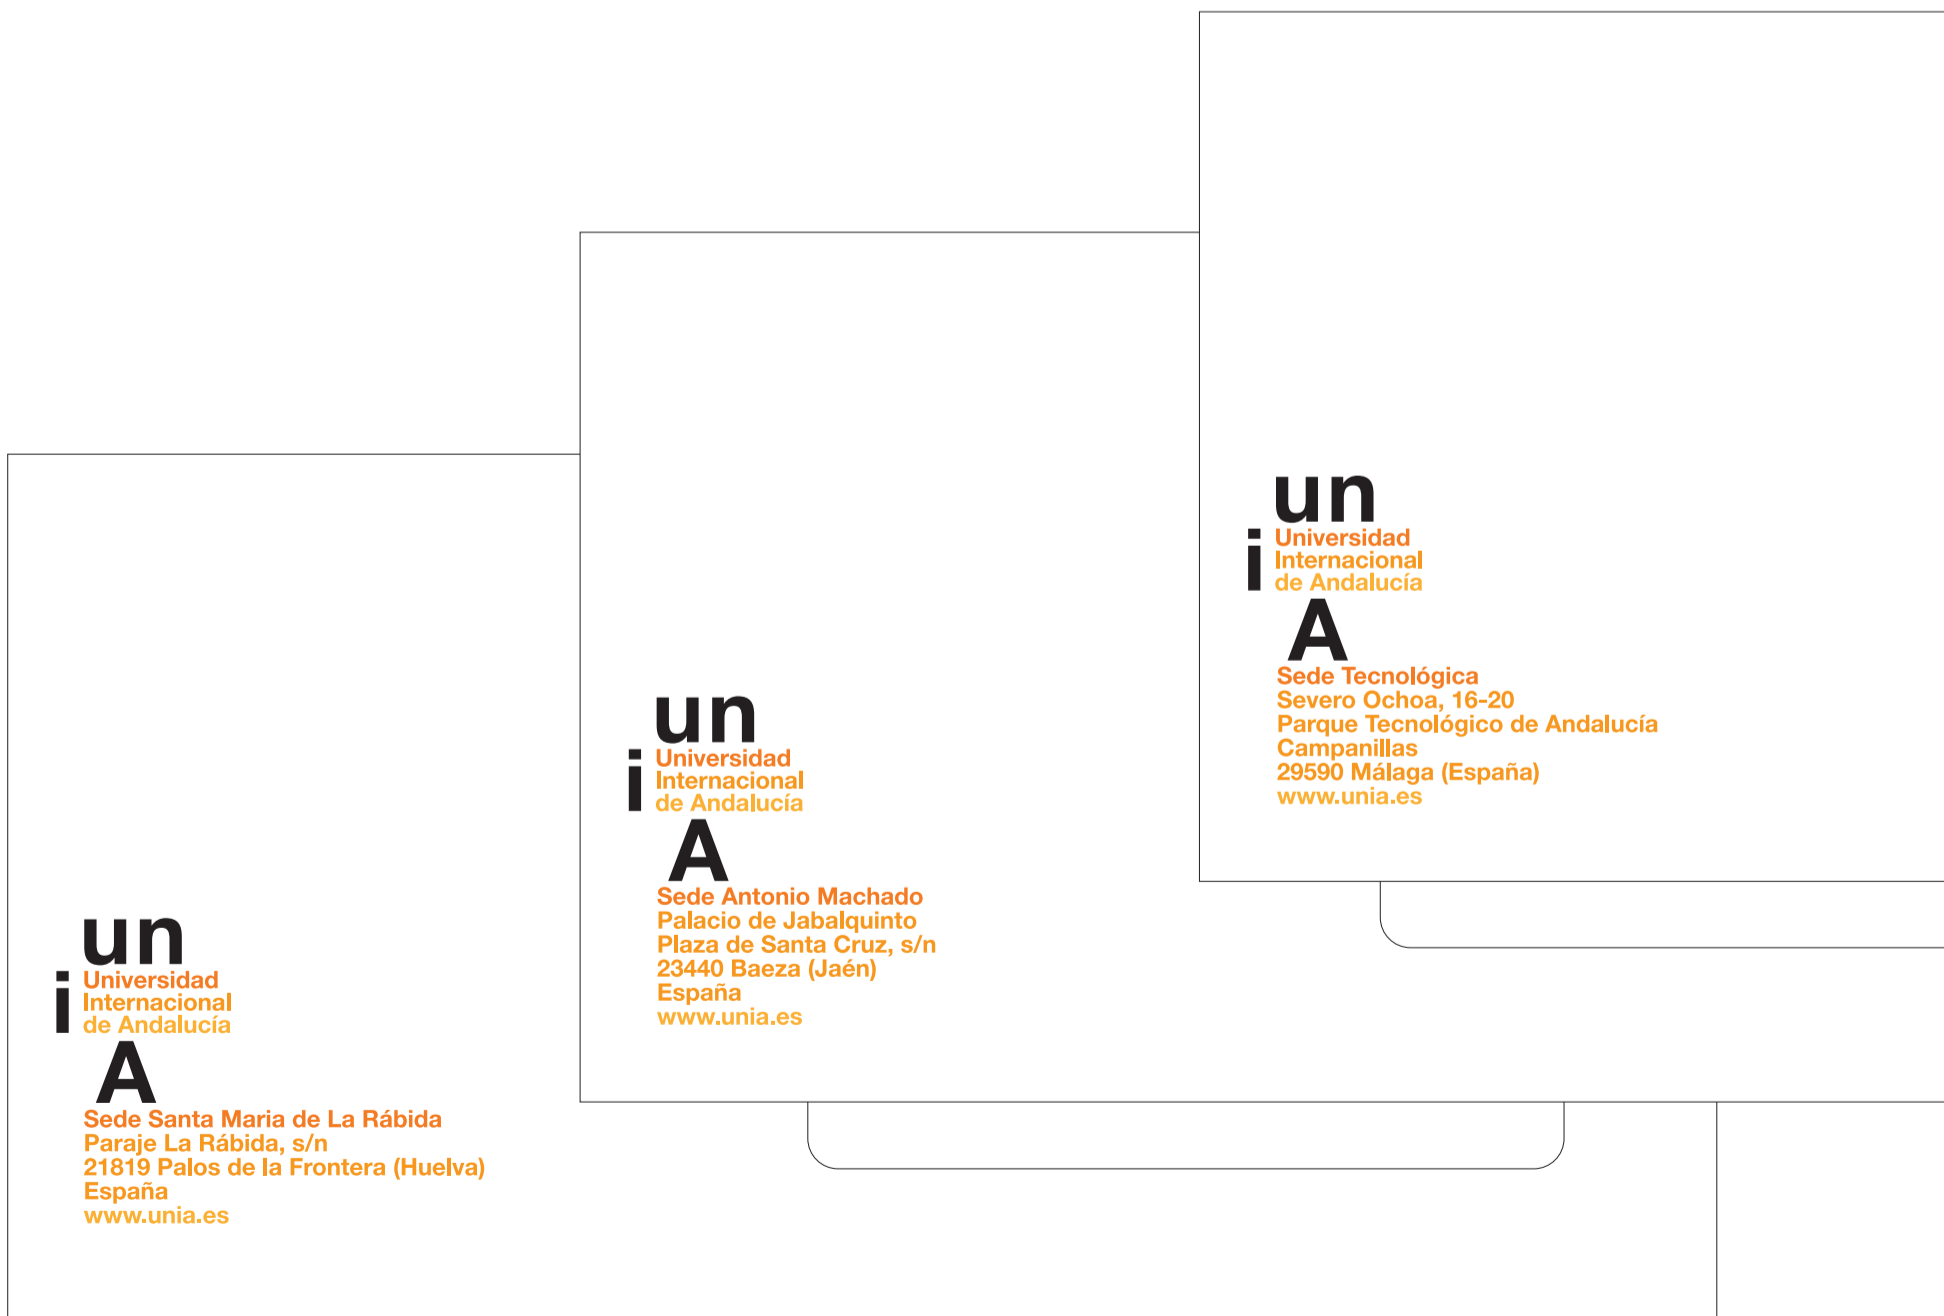 un
i
Universidad
Internacional
de Andalucía
A
Sede Tecnológica
Severo Ochoa, 16-20
Parque Tecnológico de Andalucía
Campanillas
29590 Málaga (España)
www.unia.es
un
i
Universidad
Internacional
de Andalucía
A
Sede Antonio Machado
Palacio de Jabalquinto
Plaza de Santa Cruz, s/n
23440 Baeza (Jaén)
España
www.unia.es
un
i
Universidad
Internacional
de Andalucía
A
Sede Santa Maria de La Rábida
Paraje La Rábida, s/n
21819 Palos de la Frontera (Huelva)
España
www.unia.es